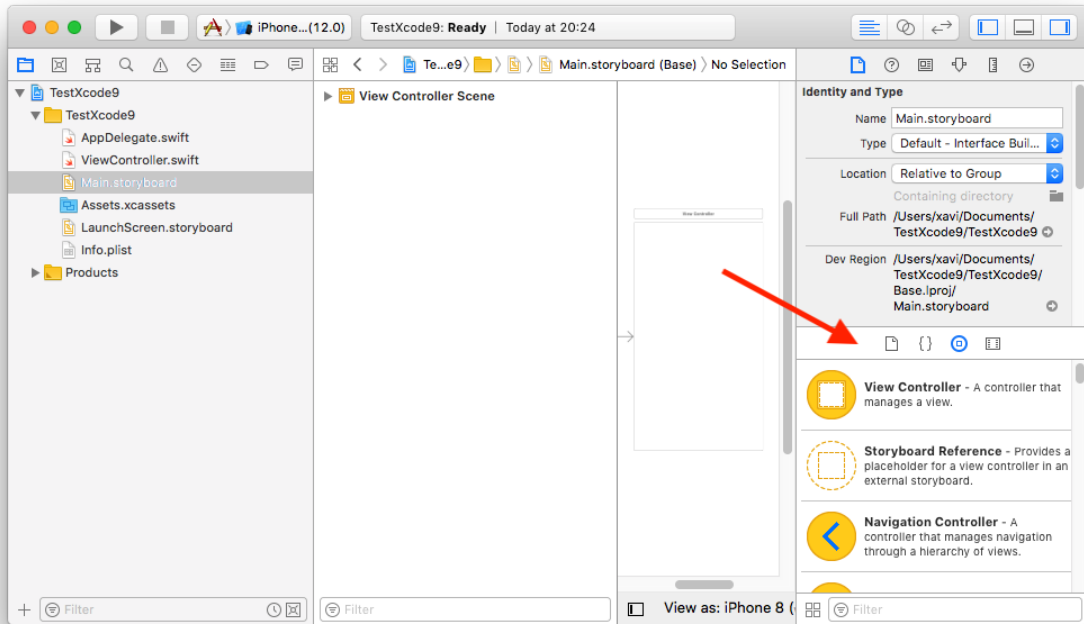 iPhone...(12.0)
TestXcode9: Ready | Today at 20:24
Te...e9
Main.storyboard (Base)
No Selection
TestXcode9
TestXcode9
AppDelegate.swift
ViewController.swift
Main.storyboard
Assets.xcassets
LaunchScreen.storyboard
Info.plist
Products
Filter
View Controller Scene
Filter
View Controller
View as: iPhone 8 (
Identity and Type
Name Main.storyboard
Type Default - Interface Buil...
Location Relative to Group
Containing directory
Full Path /Users/xavi/Documents/
TestXcode9/TestXcode9
Dev Region /Users/xavi/Documents/
TestXcode9/TestXcode9/
Base.lproj/
Main.storyboard
{}
View Controller - A controller that
manages a view.
Storyboard Reference - Provides a
placeholder for a view controller in an
external storyboard.
Navigation Controller - A
controller that manages navigation
through a hierarchy of views.
Filter